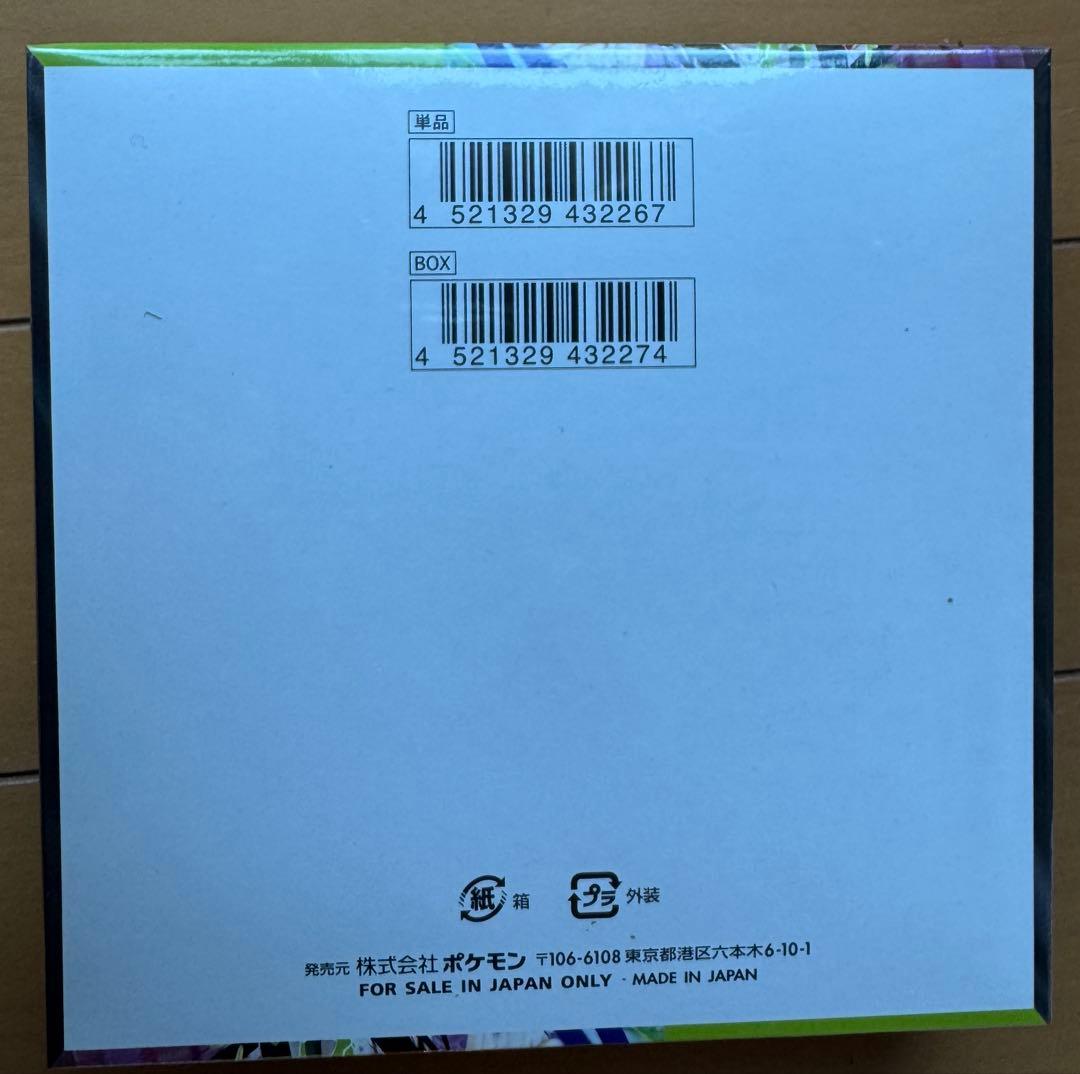 単品
4 521329 432267
BOX
4 521329 432274
紙 箱 プラ 外装
発売元 株式会社 ポケモン 〒106-6108 東京都港区六本木6-10-1
FOR SALE IN JAPAN ONLY · MADE IN JAPAN